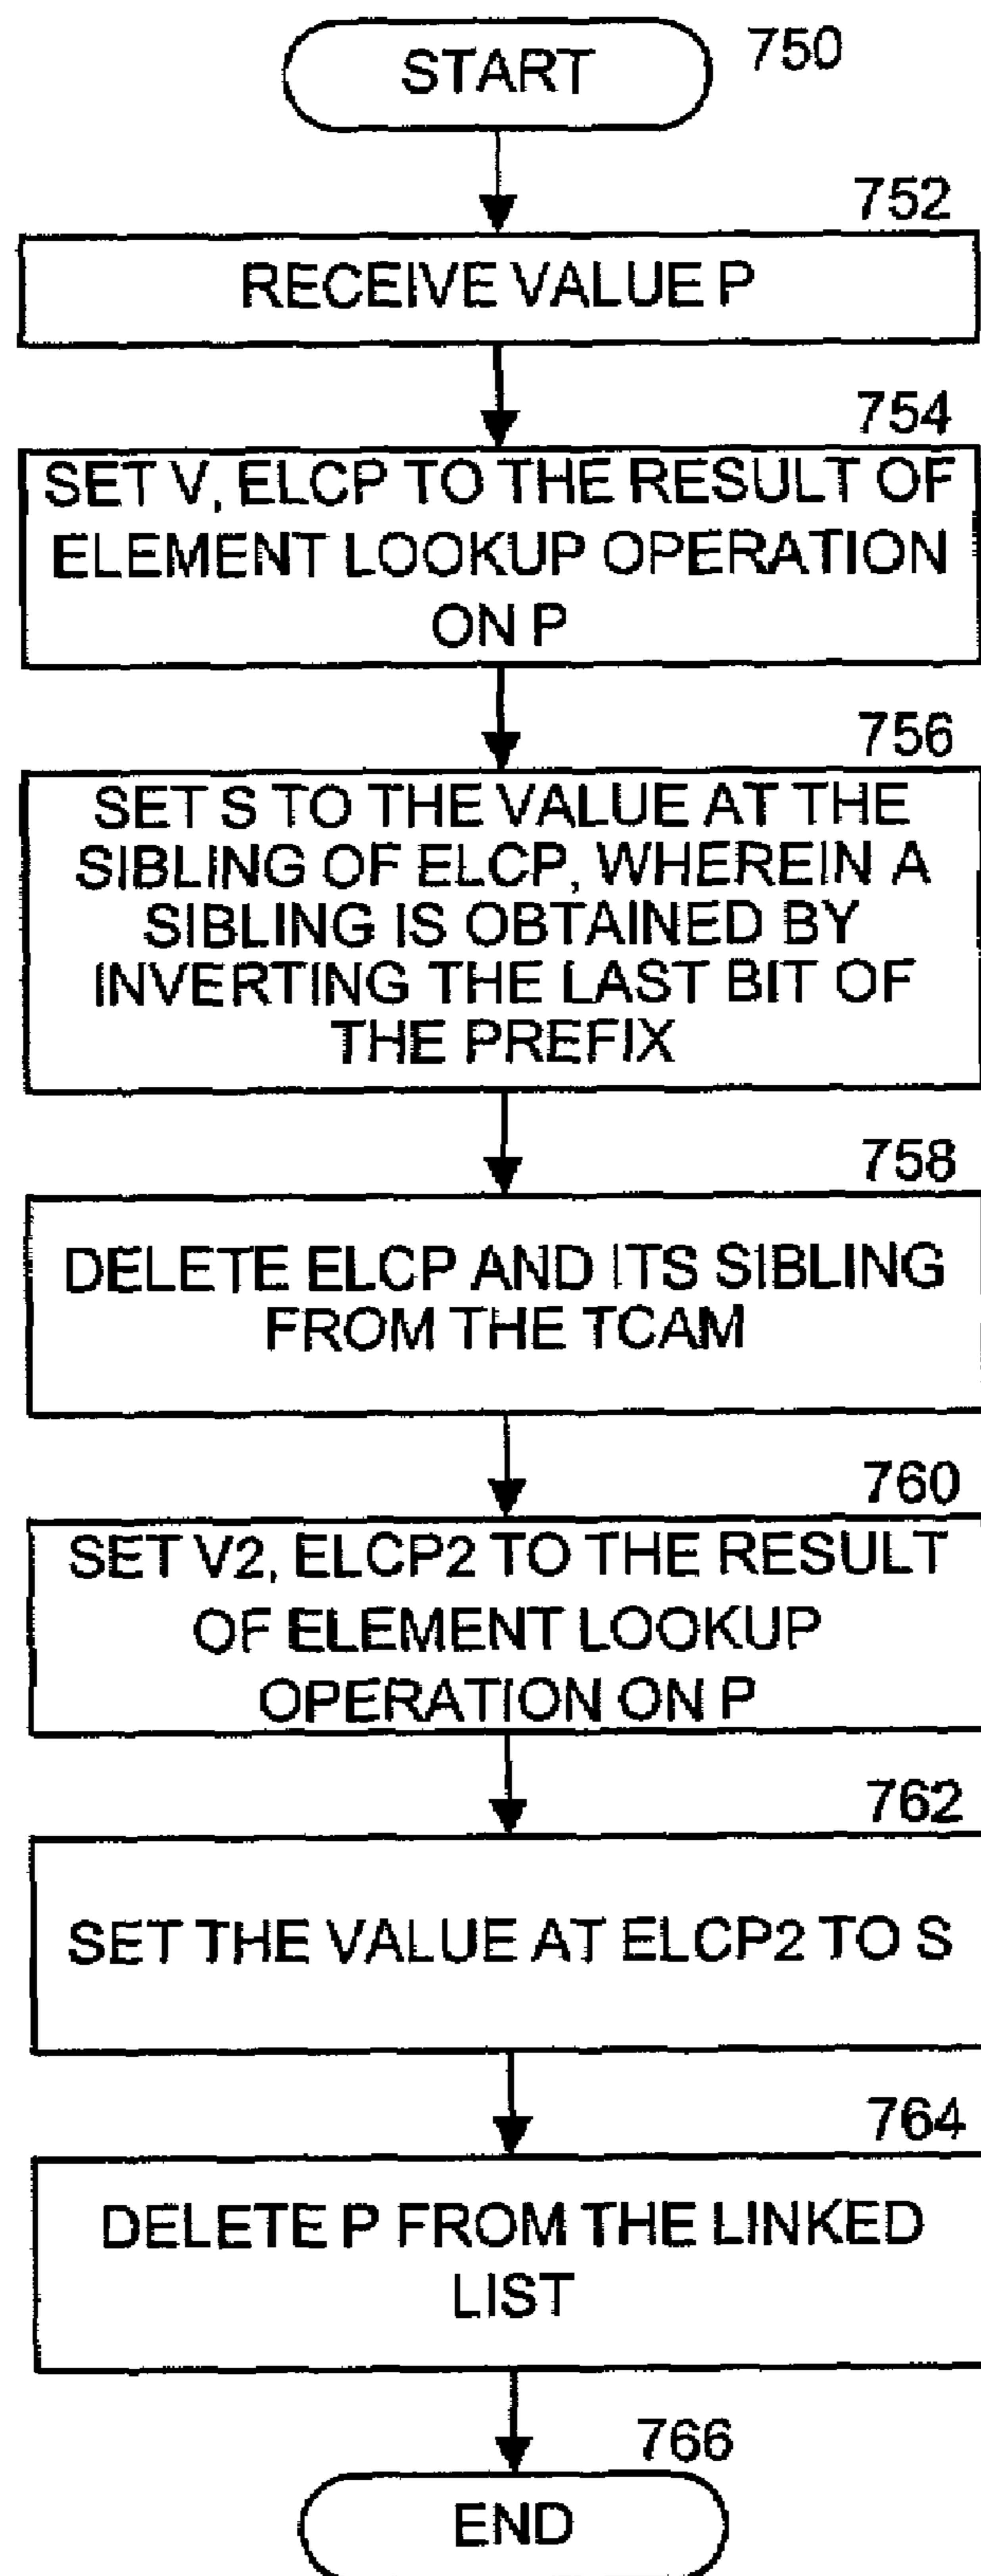 START
750
752
RECEIVE VALUE P
754
SET V, ELCP TO THE RESULT OF
ELEMENT LOOKUP OPERATION
ON P
756
SET S TO THE VALUE AT THE
SIBLING OF ELCP, WHEREIN A
SIBLING IS OBTAINED BY
INVERTING THE LAST BIT OF
THE PREFIX
758
DELETE ELCP AND ITS SIBLING
FROM THE TCAM
760
SET V2, ELCP2 TO THE RESULT
OF ELEMENT LOOKUP
OPERATION ON P
762
SET THE VALUE AT ELCP2 TO S
764
DELETE P FROM THE LINKED
LIST
766
END